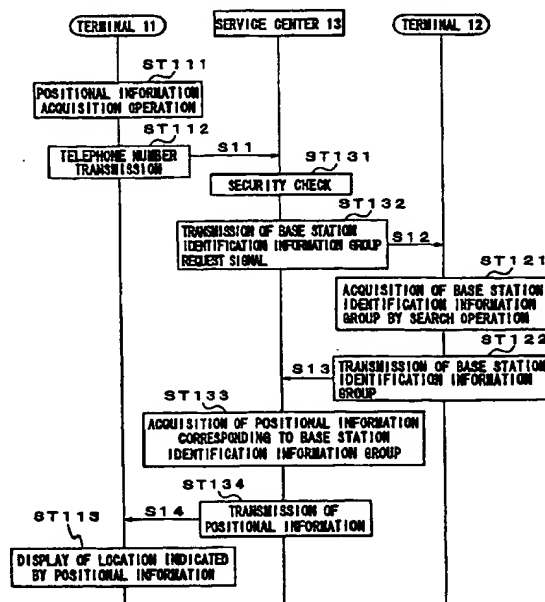 TERMINAL 11
SERVICE CENTER 13
TERMINAL 12
ST111
POSITIONAL INFORMATION
ACQUISITION OPERATION
ST112
TELEPHONE NUMBER
TRANSMISSION
S11
ST131
SECURITY CHECK
ST132
TRANSMISSION OF BASE STATION
IDENTIFICATION INFORMATION GROUP
REQUEST SIGNAL
S12
ST121
ACQUISITION OF BASE STATION
IDENTIFICATION INFORMATION
GROUP BY SEARCH OPERATION
ST122
S13
TRANSMISSION OF BASE STATION
IDENTIFICATION INFORMATION
GROUP
ST133
ACQUISITION OF POSITIONAL INFORMATION
CORRESPONDING TO BASE STATION
IDENTIFICATION INFORMATION GROUP
ST134
S14
TRANSMISSION OF
POSITIONAL INFORMATION
ST113
DISPLAY OF LOCATION INDICATED
BY POSITIONAL INFORMATION